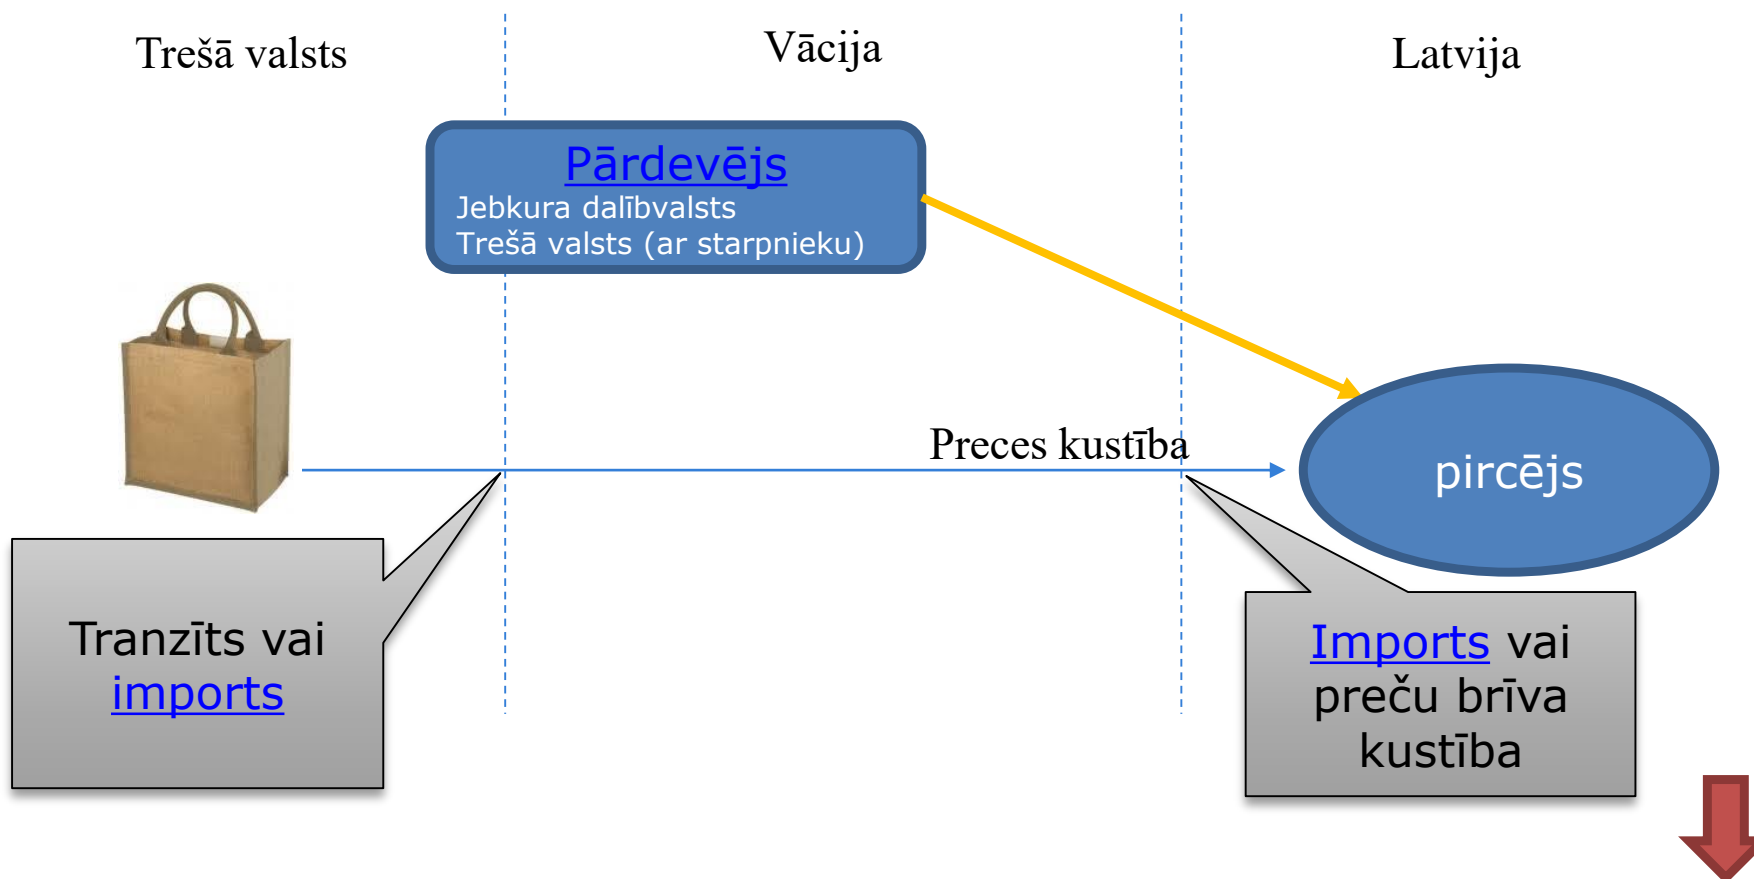 Trešā valsts
Vācija
Latvija
Pārdevējs
Jebkura dalībvalsts
Trešā valsts (ar starpnieku)
Preces kustība
pircējs
Tranzīts vai
imports
Imports vai
preču brīva
kustība